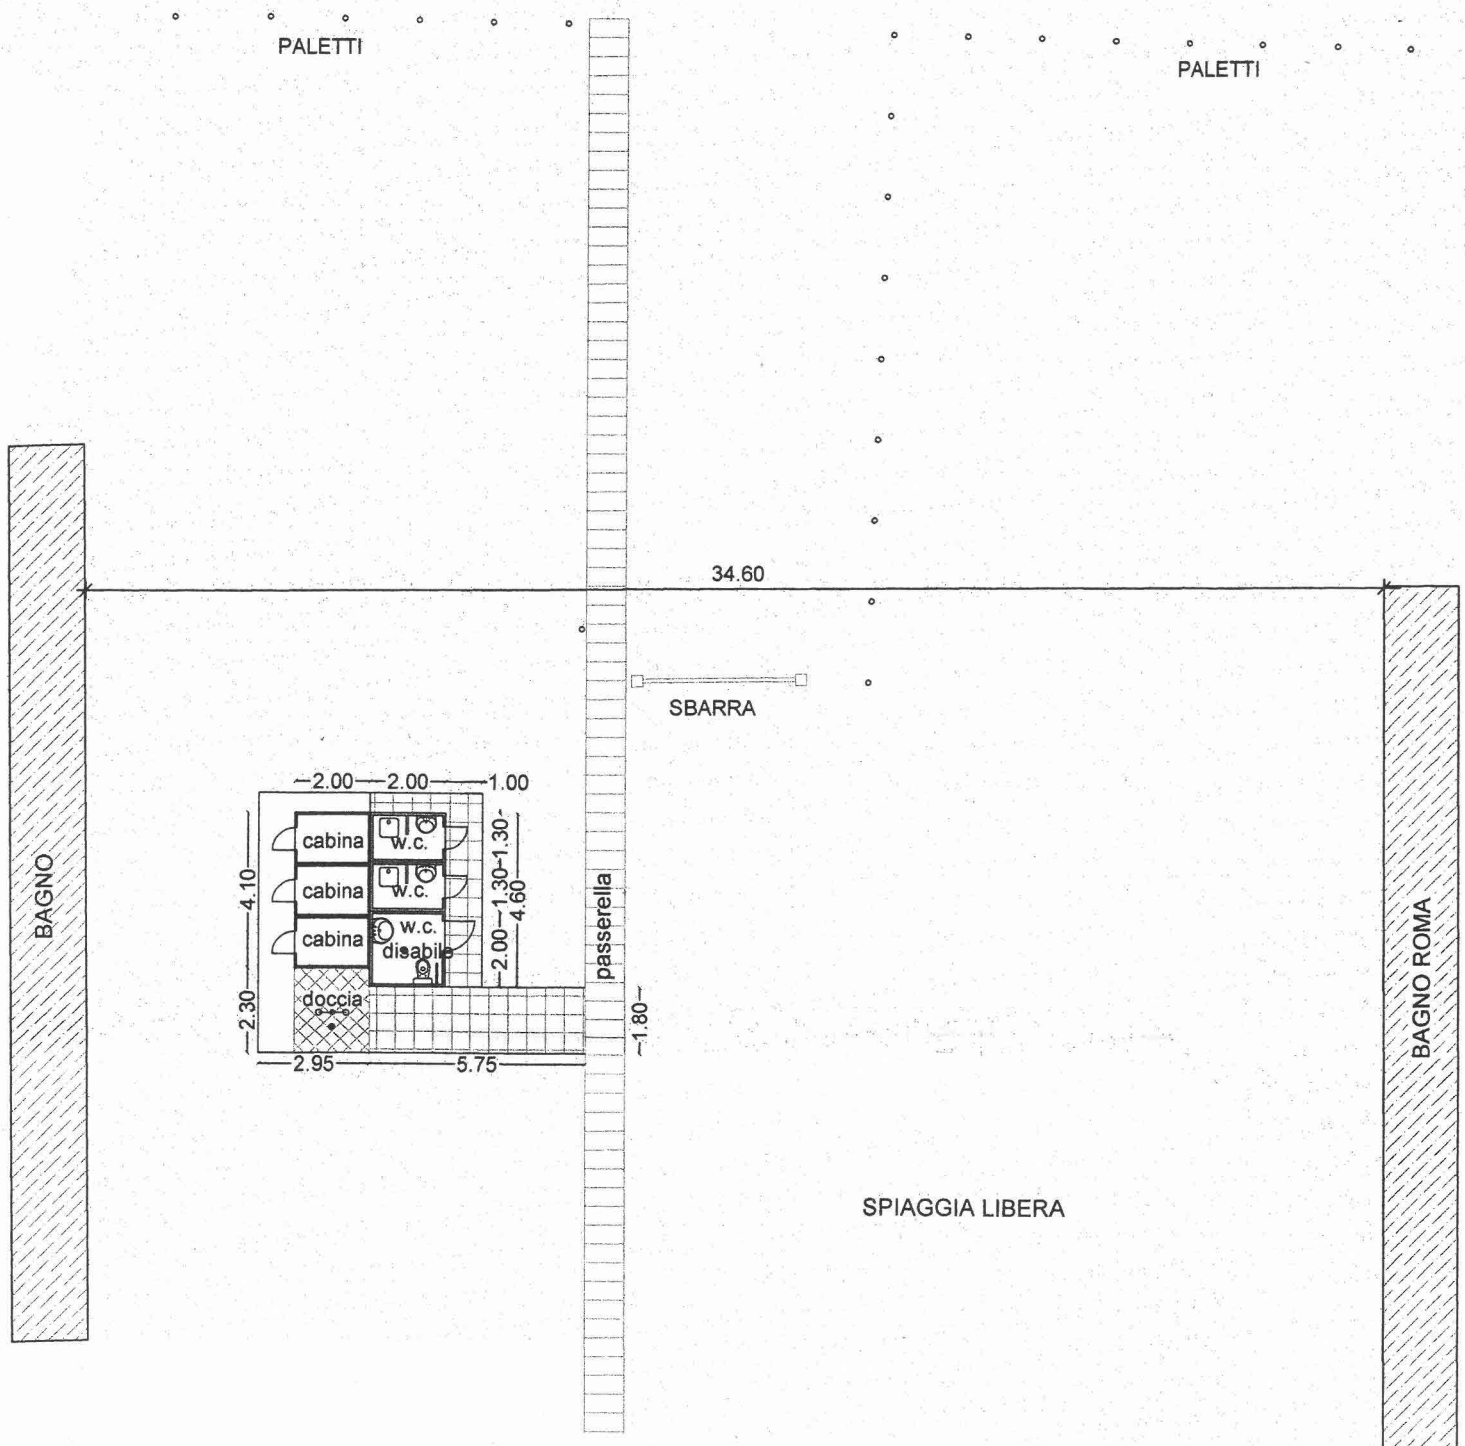 PALETTI
PALETTI
34.60
SBARRA
2.00 2.00 1.00
cabina
w.c.
cabina
w.c.
cabina
w.c.
disabile
doccia
4.10
2.30
1.30
1.30
2.00
4.60
2.95
5.75
1.80
passerella
BAGNO
BAGNO ROMA
SPIAGGIA LIBERA